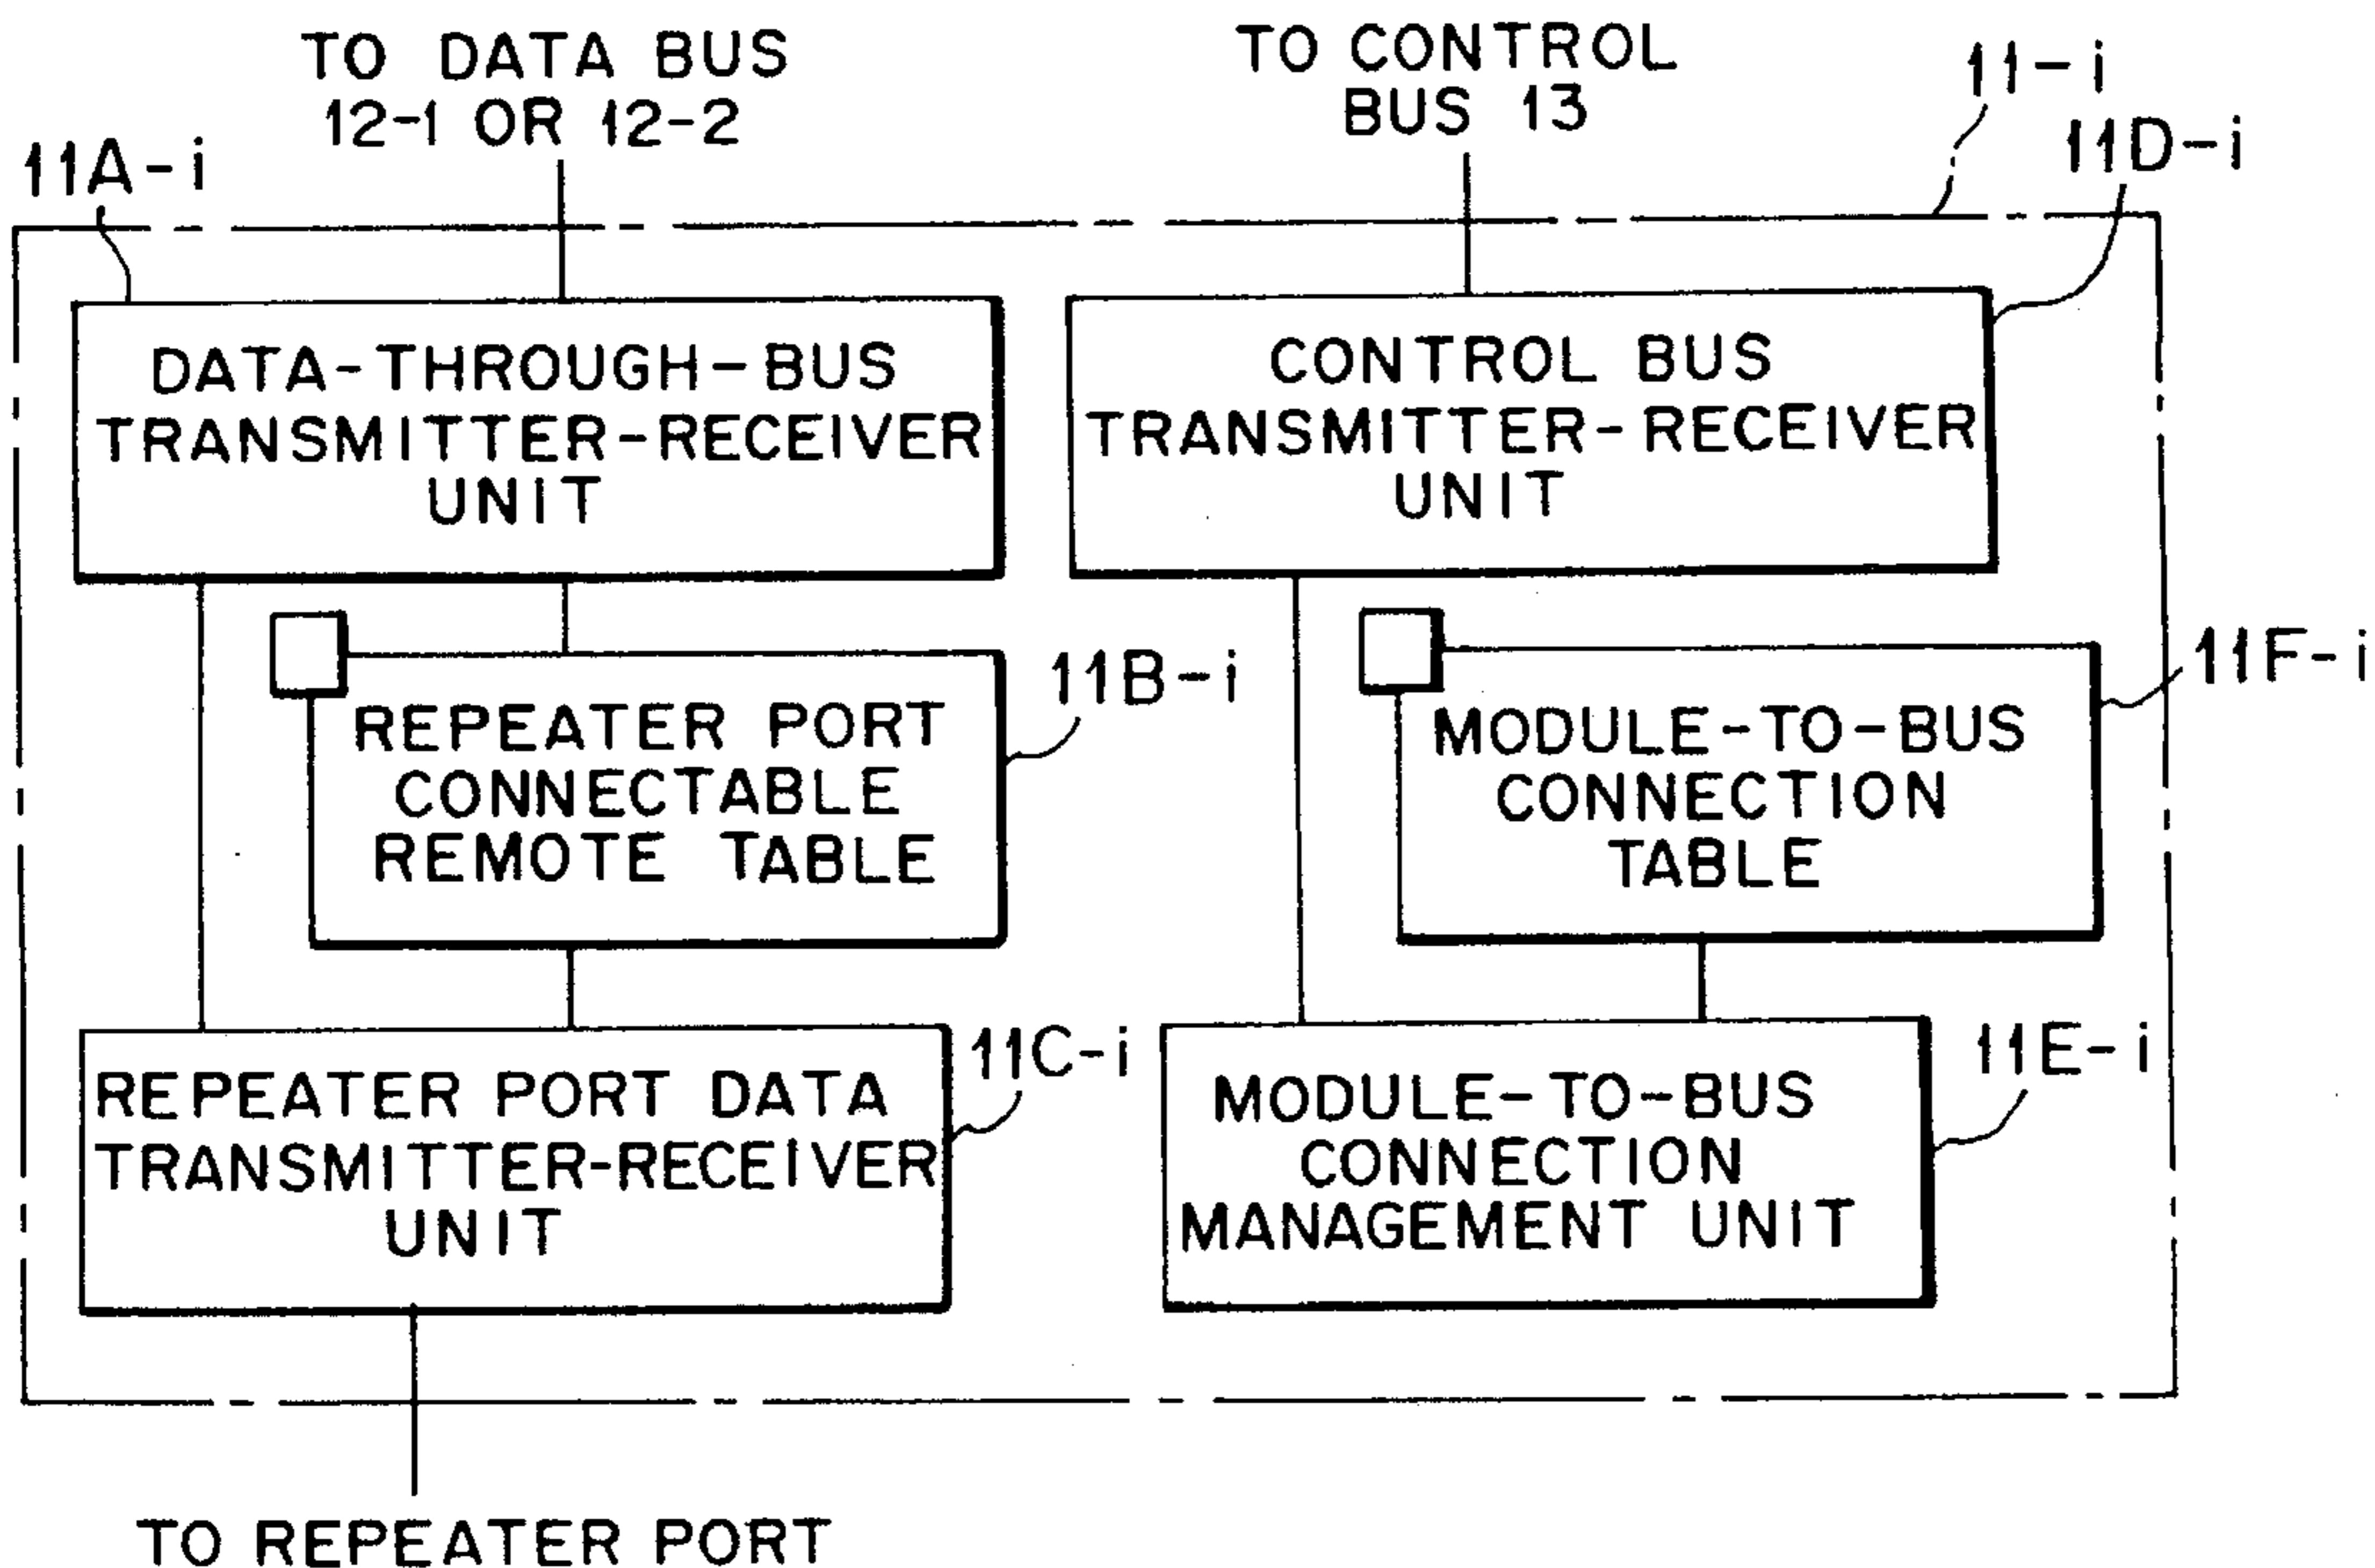 TO DATA BUS
12-1 OR 12-2
TO CONTROL
BUS 13
11-i
11A-i
11D-i
DATA-THROUGH-BUS
TRANSMITTER-RECEIVER
UNIT
CONTROL BUS
TRANSMITTER-RECEIVER
UNIT
11B-i
11F-i
REPEATER PORT
CONNECTABLE
REMOTE TABLE
MODULE-TO-BUS
CONNECTION
TABLE
11C-i
11E-i
REPEATER PORT DATA
TRANSMITTER-RECEIVER
UNIT
MODULE-TO-BUS
CONNECTION
MANAGEMENT UNIT
TO REPEATER PORT